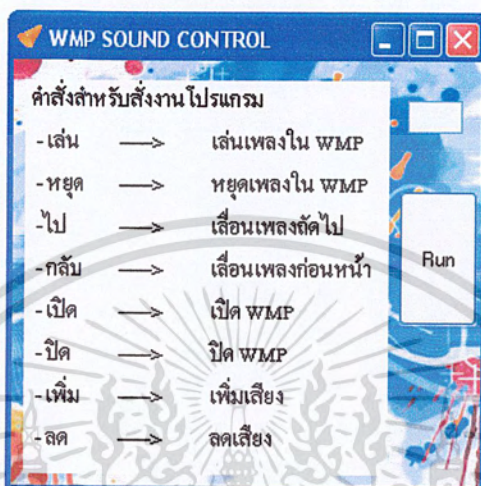 WMP SOUND CONTROL
คำสั่งสำหรับสั่งงานโปรแกรม
-เล่น ---> เล่นเพลงใน WMP
-หยุด ---> หยุดเพลงใน WMP
-ไป ---> เลื่อนเพลงถัดไป
-กลับ ---> เลื่อนเพลงก่อนหน้า
-เปิด ---> เปิด WMP
-ปิด ---> ปิด WMP
-เพิ่ม ---> เพิ่มเสียง
-ลด ---> ลดเสียง
Run